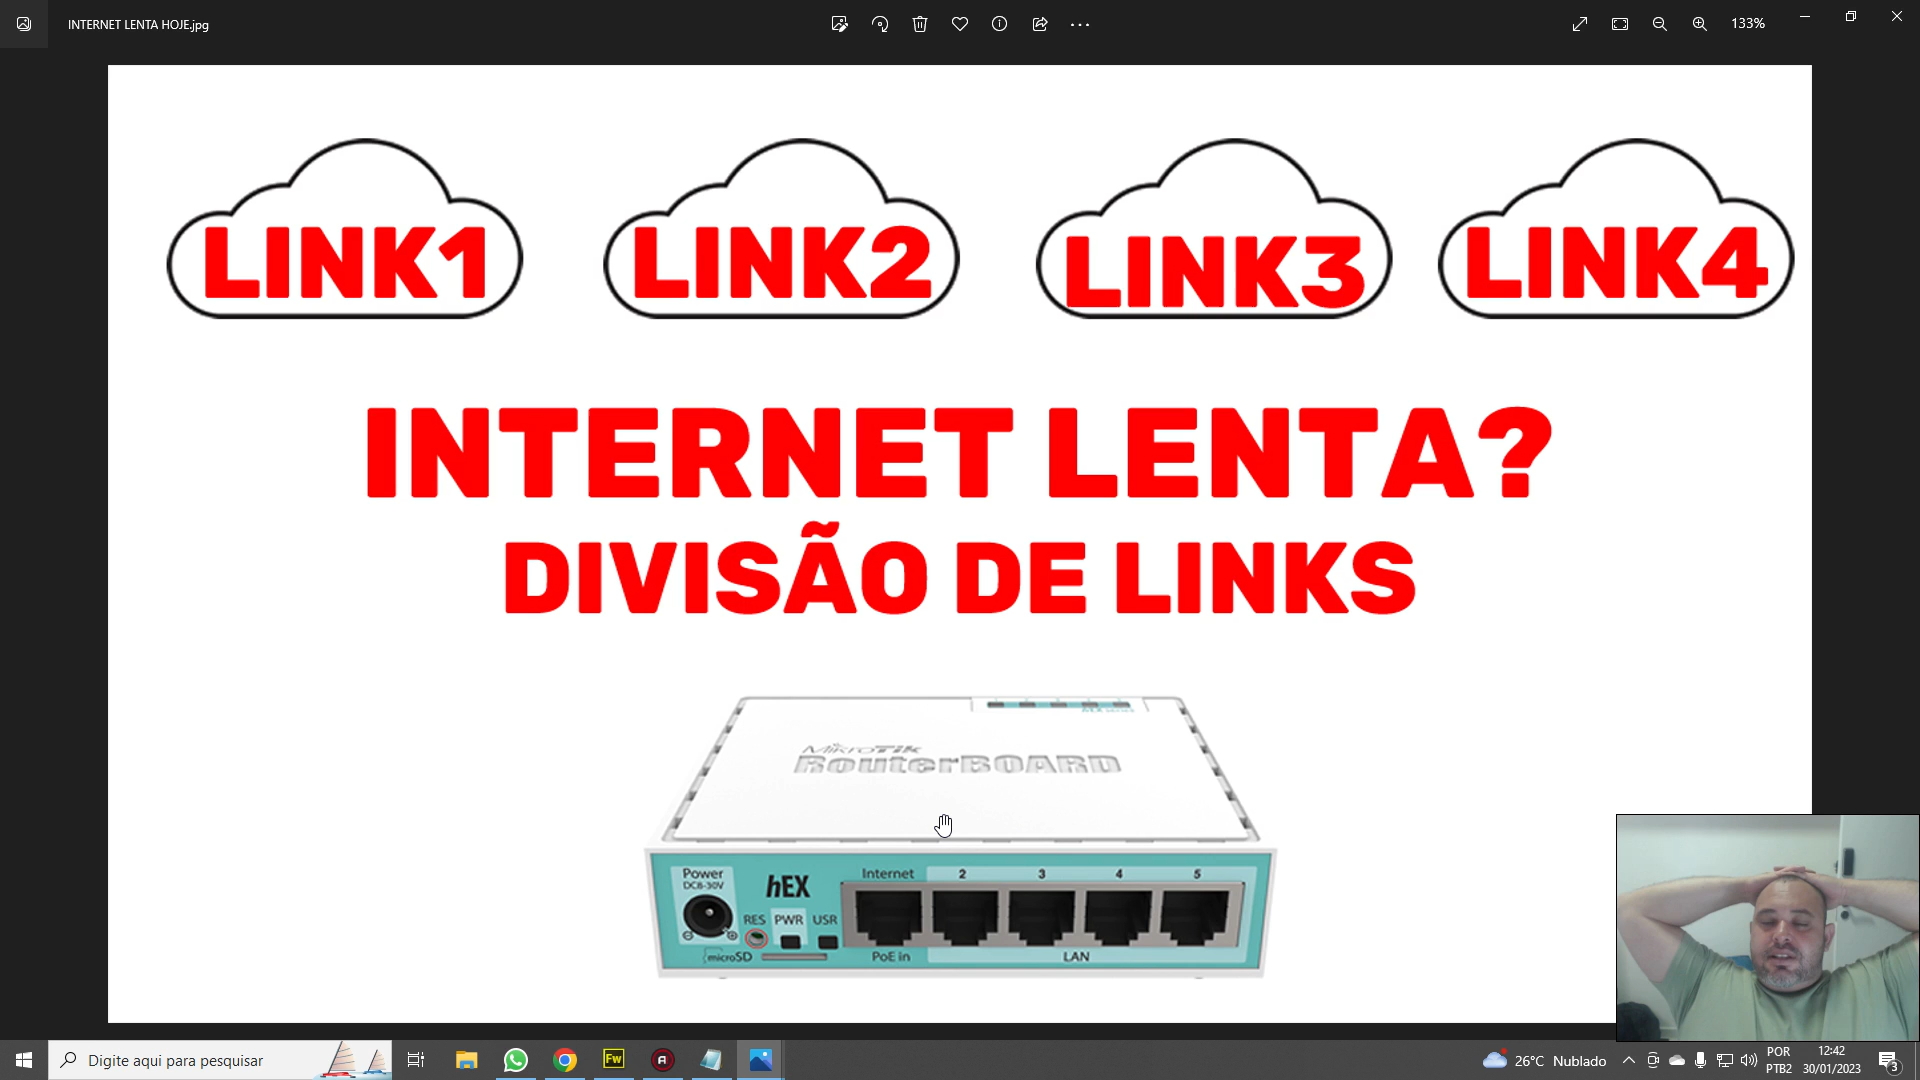 INTERNET LENTA HOJE.jpg
133%
LINK1
LINK2
LINK3
LINK4
INTERNET LENTA?
DIVISÃO DE LINKS
MikroTik
RouterBOARD
Power
DC8-30V
hEX
RES
PWR
USR
microSD
Internet
2
3
4
5
PoE in
LAN
Digite aqui para pesquisar
Fw
26°C Nublado
POR
PTB2
12:42
30/01/2023
3